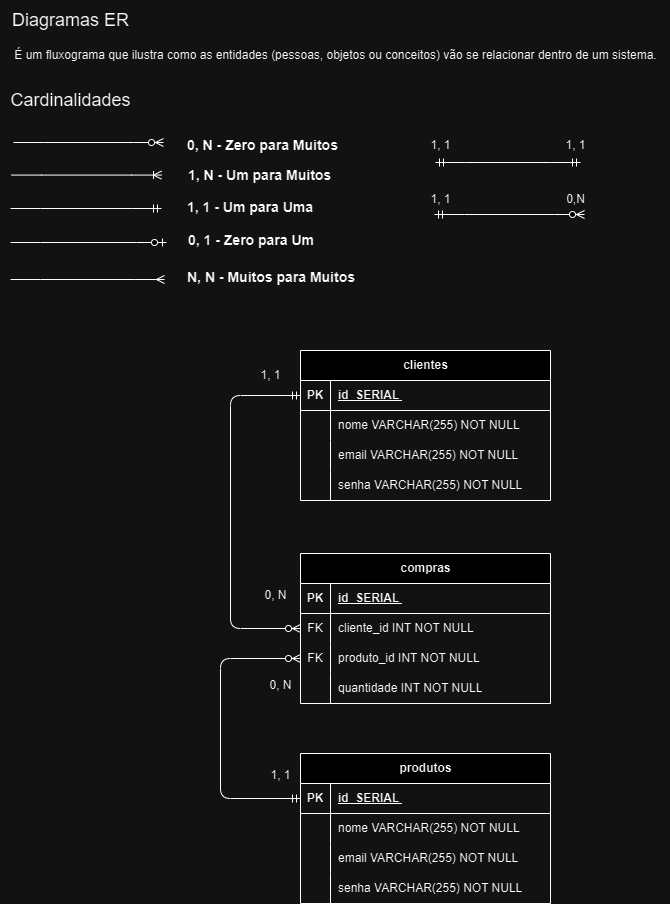 Diagramas ER
É um fluxograma que ilustra como as entidades (pessoas, objetos ou conceitos) vão se relacionar dentro de um sistema.
Cardinalidades
0, N - Zero para Muitos
1, N - Um para Muitos
1, 1 - Um para Uma
0, 1 - Zero para Um
N, N - Muitos para Muitos
1, 1 1, 1
1, 1 0,N
clientes
1, 1
PK id SERIAL
nome VARCHAR(255) NOT NULL
email VARCHAR(255) NOT NULL
senha VARCHAR(255) NOT NULL
compras
0, N
PK id SERIAL
FK cliente_id INT NOT NULL
FK produto_id INT NOT NULL
0, N
quantidade INT NOT NULL
produtos
1, 1
PK id SERIAL
nome VARCHAR(255) NOT NULL
email VARCHAR(255) NOT NULL
senha VARCHAR(255) NOT NULL